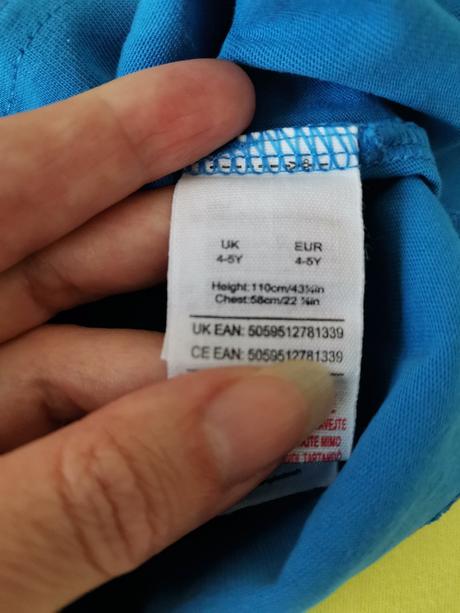 UK EUR
4-5Y 4-5Y
Height:110cm/43¼in
Chest:58cm/22 ¾in
UK EAN: 5059512781339
CE EAN: 5059512781339
MIMO